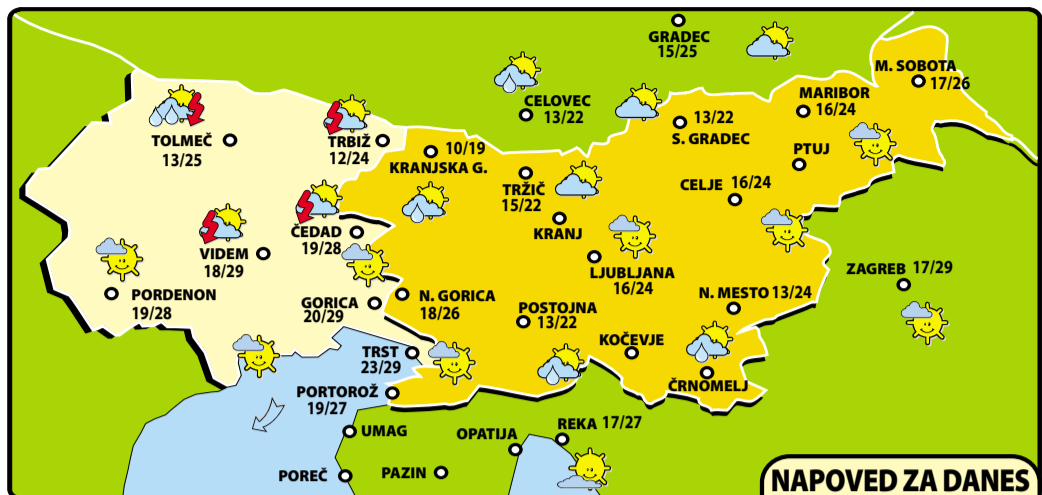 GRADEC
15/25
M. SOBOTA
17/26
CELOVEC
13/22
MARIBOR
16/24
13/22
S. GRADEC
TOLMEČ
13/25
TRBIŽ
12/24
10/19
KRANJSKA G.
PTUJ
TRŽIČ
15/22
CELJE 16/24
KRANJ
ČEDAD
19/28
VIDEM
18/29
LJUBLJANA
16/24
ZAGREB 17/29
PORDENON
19/28
GORICA
20/29
N. GORICA
18/26
N. MESTO 13/24
POSTOJNA
13/22
KOČEVJE
TRST
23/29
ČRNOMELJ
PORTOROŽ
19/27
UMAG
OPATIJA
REKA 17/27
POREČ
PAZIN
NAPOVED ZA DANES